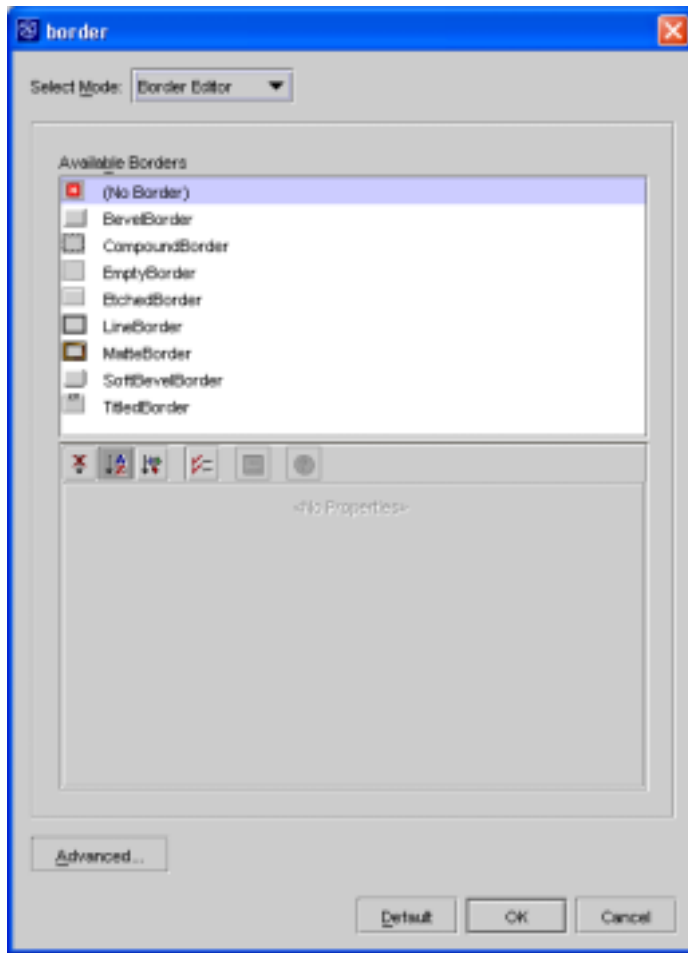 border
Select Mode: Border Editor
Available Borders
(No Border)
BevelBorder
CompoundBorder
EmptyBorder
EtchedBorder
LineBorder
MatteBorder
SoftBevelBorder
TitledBorder
<No Properties>
Advanced...
Default OK Cancel